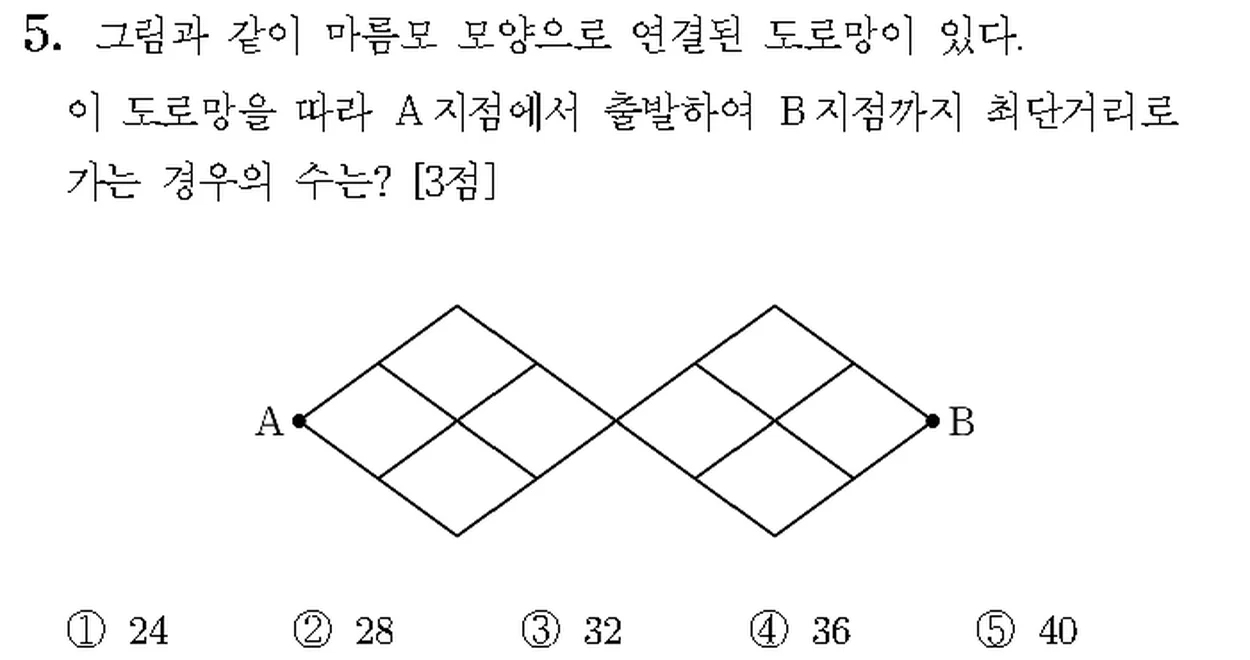 5. 그림과 같이 마름모 모양으로 연결된 도로망이 있다.
이 도로망을 따라 A지점에서 출발하여 B지점까지 최단거리로
가는 경우의 수는? [3점]
A B
① 24 ② 28 ③ 32 ④ 36 ⑤ 40